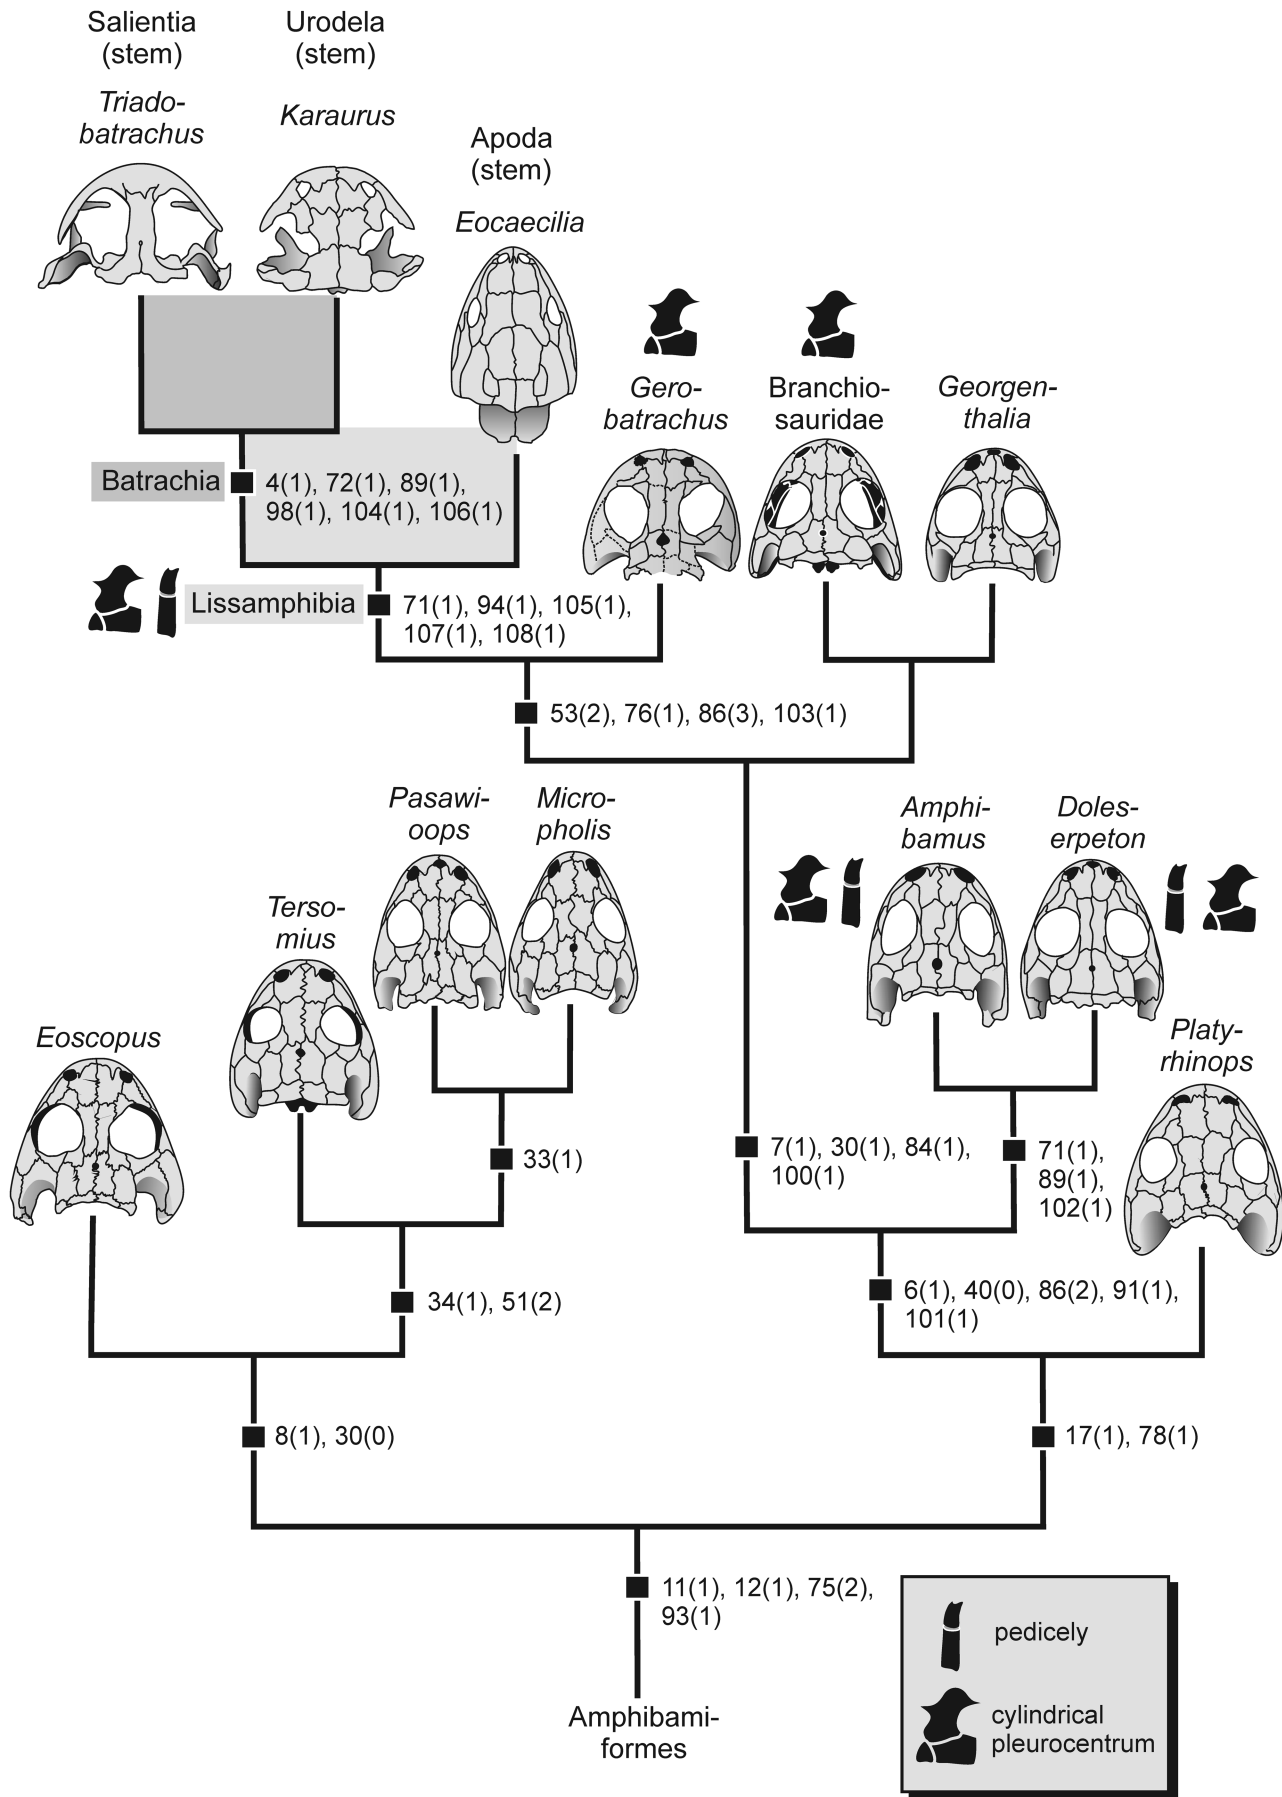 Salientia
(stem)
Urodela
(stem)
Triado-
batrachus
Karaurus
Apoda
(stem)
Eocaecilia
Gero-
batrachus
Branchio-
sauridae
Georgen-
thalia
Batrachia
4(1), 72(1), 89(1),
98(1), 104(1), 106(1)
Lissamphibia
71(1), 94(1), 105(1),
107(1), 108(1)
53(2), 76(1), 86(3), 103(1)
Pasawi-
oops
Micro-
pholis
Amphi-
bamus
Doles-
erpeton
Terso-
mius
Eoscopus
Platy-
rhinops
33(1)
7(1), 30(1), 84(1),
100(1)
71(1),
89(1),
102(1)
34(1), 51(2)
6(1), 40(0), 86(2), 91(1),
101(1)
8(1), 30(0)
17(1), 78(1)
11(1), 12(1), 75(2),
93(1)
Amphibami-
formes
pedicely
cylindrical
pleurocentrum